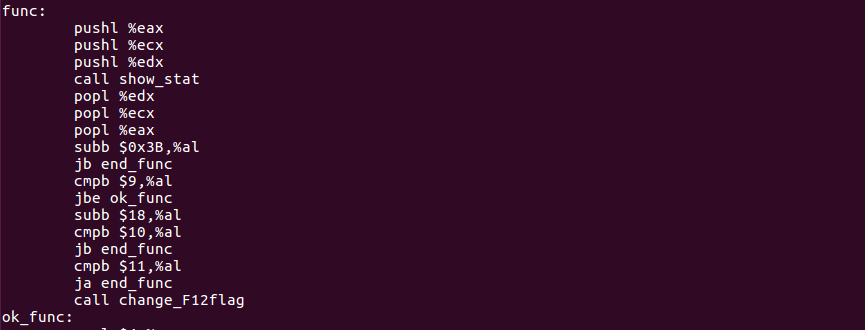 func:
pushl %eax
pushl %ecx
pushl %edx
call show_stat
popl %edx
popl %ecx
popl %eax
subb $0x3B,%al
jb end_func
cmpb $9,%al
jbe ok_func
subb $18,%al
cmpb $10,%al
jb end_func
cmpb $11,%al
ja end_func
call change_F12flag
ok_func: